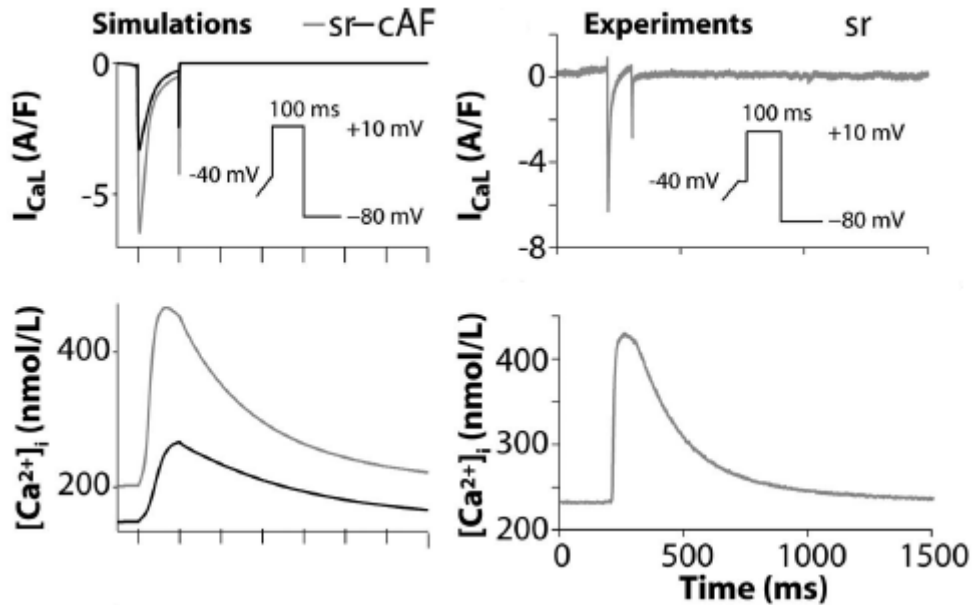 Simulations
sr
cAF
I_CaL (A/F)
0
-5
100 ms
+10 mV
-40 mV
−80 mV
Experiments
sr
I_CaL (A/F)
0
-4
-8
100 ms
+10 mV
-40 mV
−80 mV
[Ca²⁺]_i (nmol/L)
400
200
[Ca²⁺]_i (nmol/L)
400
300
200
0
500
1000
1500
Time (ms)